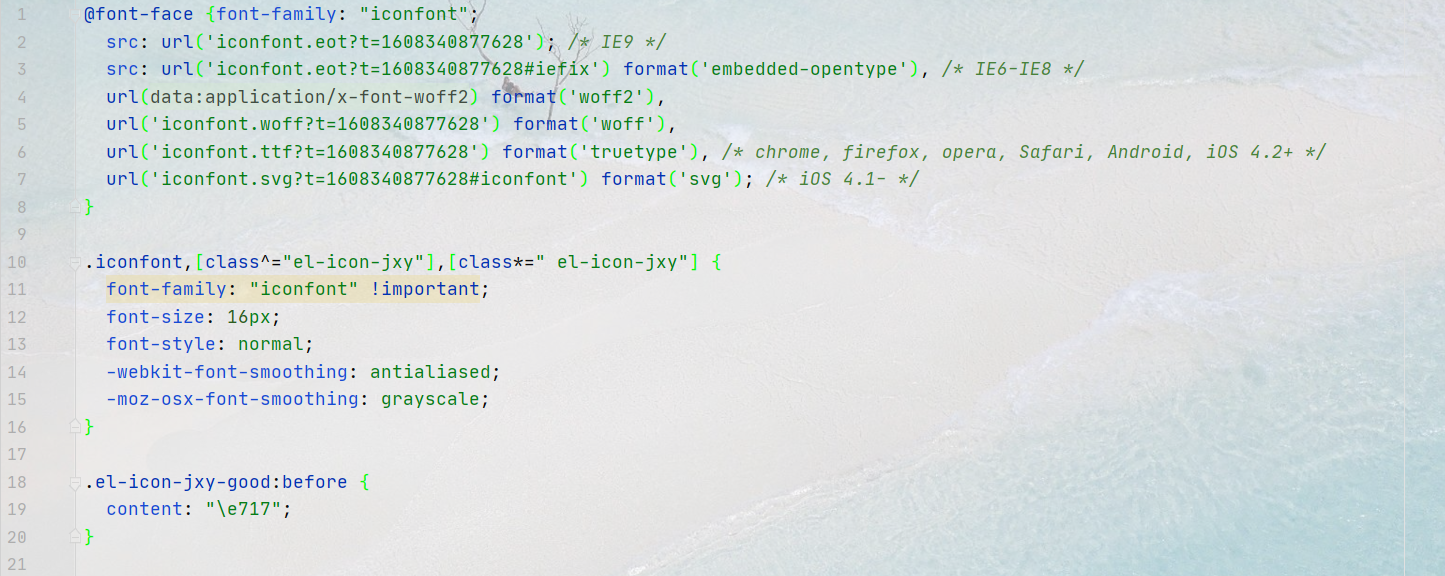 1 @font-face {font-family: "iconfont";
2   src: url('iconfont.eot?t=1608340877628'); /* IE9 */
3   src: url('iconfont.eot?t=1608340877628#iefix') format('embedded-opentype'), /* IE6-IE8 */
4   url(data:application/x-font-woff2) format('woff2'),
5   url('iconfont.woff?t=1608340877628') format('woff'),
6   url('iconfont.ttf?t=1608340877628') format('truetype'), /* chrome, firefox, opera, Safari, Android, iOS 4.2+ */
7   url('iconfont.svg?t=1608340877628#iconfont') format('svg'); /* iOS 4.1- */
8 }
9
10 .iconfont,[class^="el-icon-jxy"],[class*=" el-icon-jxy"] {
11   font-family: "iconfont" !important;
12   font-size: 16px;
13   font-style: normal;
14   -webkit-font-smoothing: antialiased;
15   -moz-osx-font-smoothing: grayscale;
16 }
17
18 .el-icon-jxy-good:before {
19   content: "\e717";
20 }
21